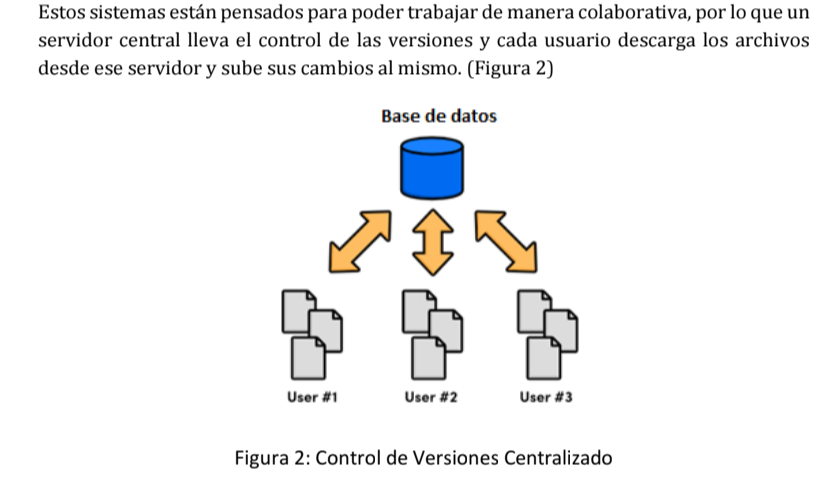 Estos sistemas están pensados para poder trabajar de manera colaborativa, por lo que un
servidor central lleva el control de las versiones y cada usuario descarga los archivos
desde ese servidor y sube sus cambios al mismo. (Figura 2)
Base de datos
User #1
User #2
User #3
Figura 2: Control de Versiones Centralizado